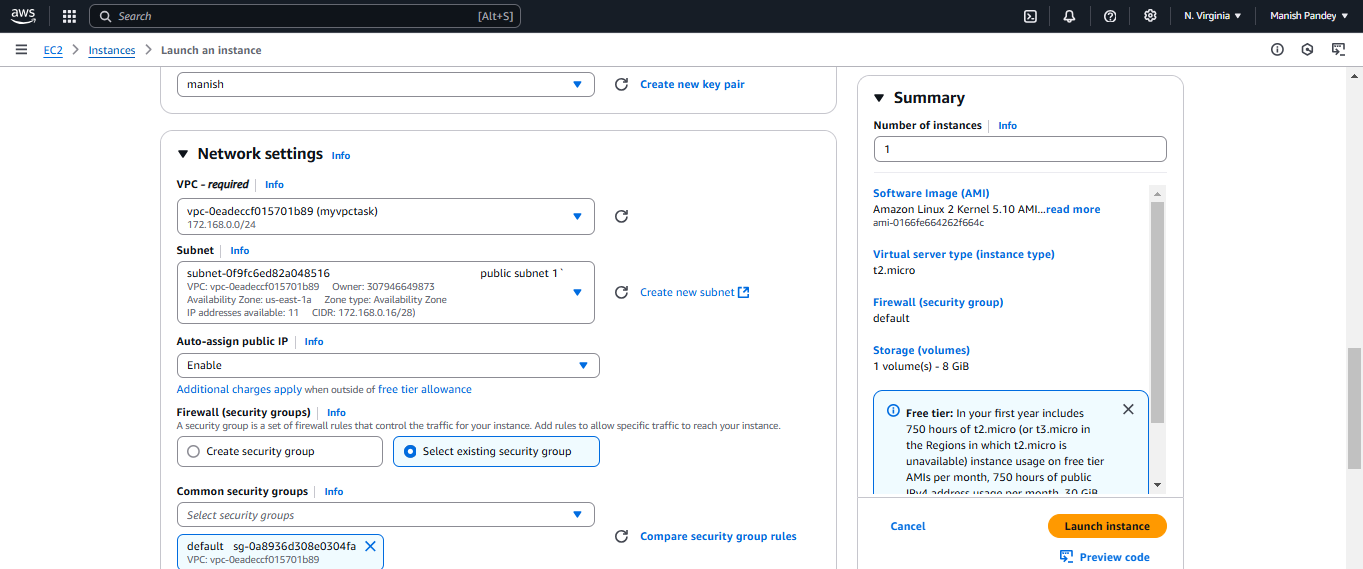 aws
Search [Alt+S]
N. Virginia
Manish Pandey
EC2 > Instances > Launch an instance
manish
Create new key pair
Network settings Info
VPC - required Info
vpc-0eadeccf015701b89 (myvpctask)
172.168.0.0/24
Subnet Info
subnet-0f9fc6ed82a048516 public subnet 1`
VPC: vpc-0eadeccf015701b89 Owner: 307946649873
Availability Zone: us-east-1a Zone type: Availability Zone
IP addresses available: 11 CIDR: 172.168.0.16/28)
Create new subnet
Auto-assign public IP Info
Enable
Additional charges apply when outside of free tier allowance
Firewall (security groups) Info
A security group is a set of firewall rules that control the traffic for your instance. Add rules to allow specific traffic to reach your instance.
Create security group
Select existing security group
Common security groups Info
Select security groups
default sg-0a8936d308e0304fa
VPC: vpc-0eadeccf015701b89
Compare security group rules
Summary
Number of instances Info
1
Software Image (AMI)
Amazon Linux 2 Kernel 5.10 AMI...read more
ami-0166fe664262f664c
Virtual server type (instance type)
t2.micro
Firewall (security group)
default
Storage (volumes)
1 volume(s) - 8 GiB
Free tier: In your first year includes
750 hours of t2.micro (or t3.micro in
the Regions in which t2.micro is
unavailable) instance usage on free tier
AMIs per month, 750 hours of public
IPv4 address usage per month, 30 GiB
Cancel
Launch instance
Preview code